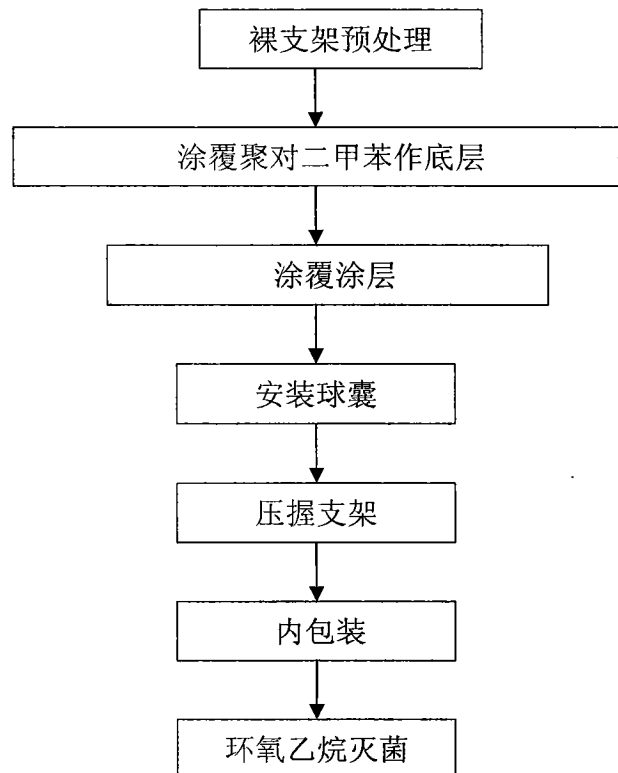 裸支架预处理
涂覆聚对二甲苯作底层
涂覆涂层
安装球囊
压握支架
内包装
环氧乙烷灭菌